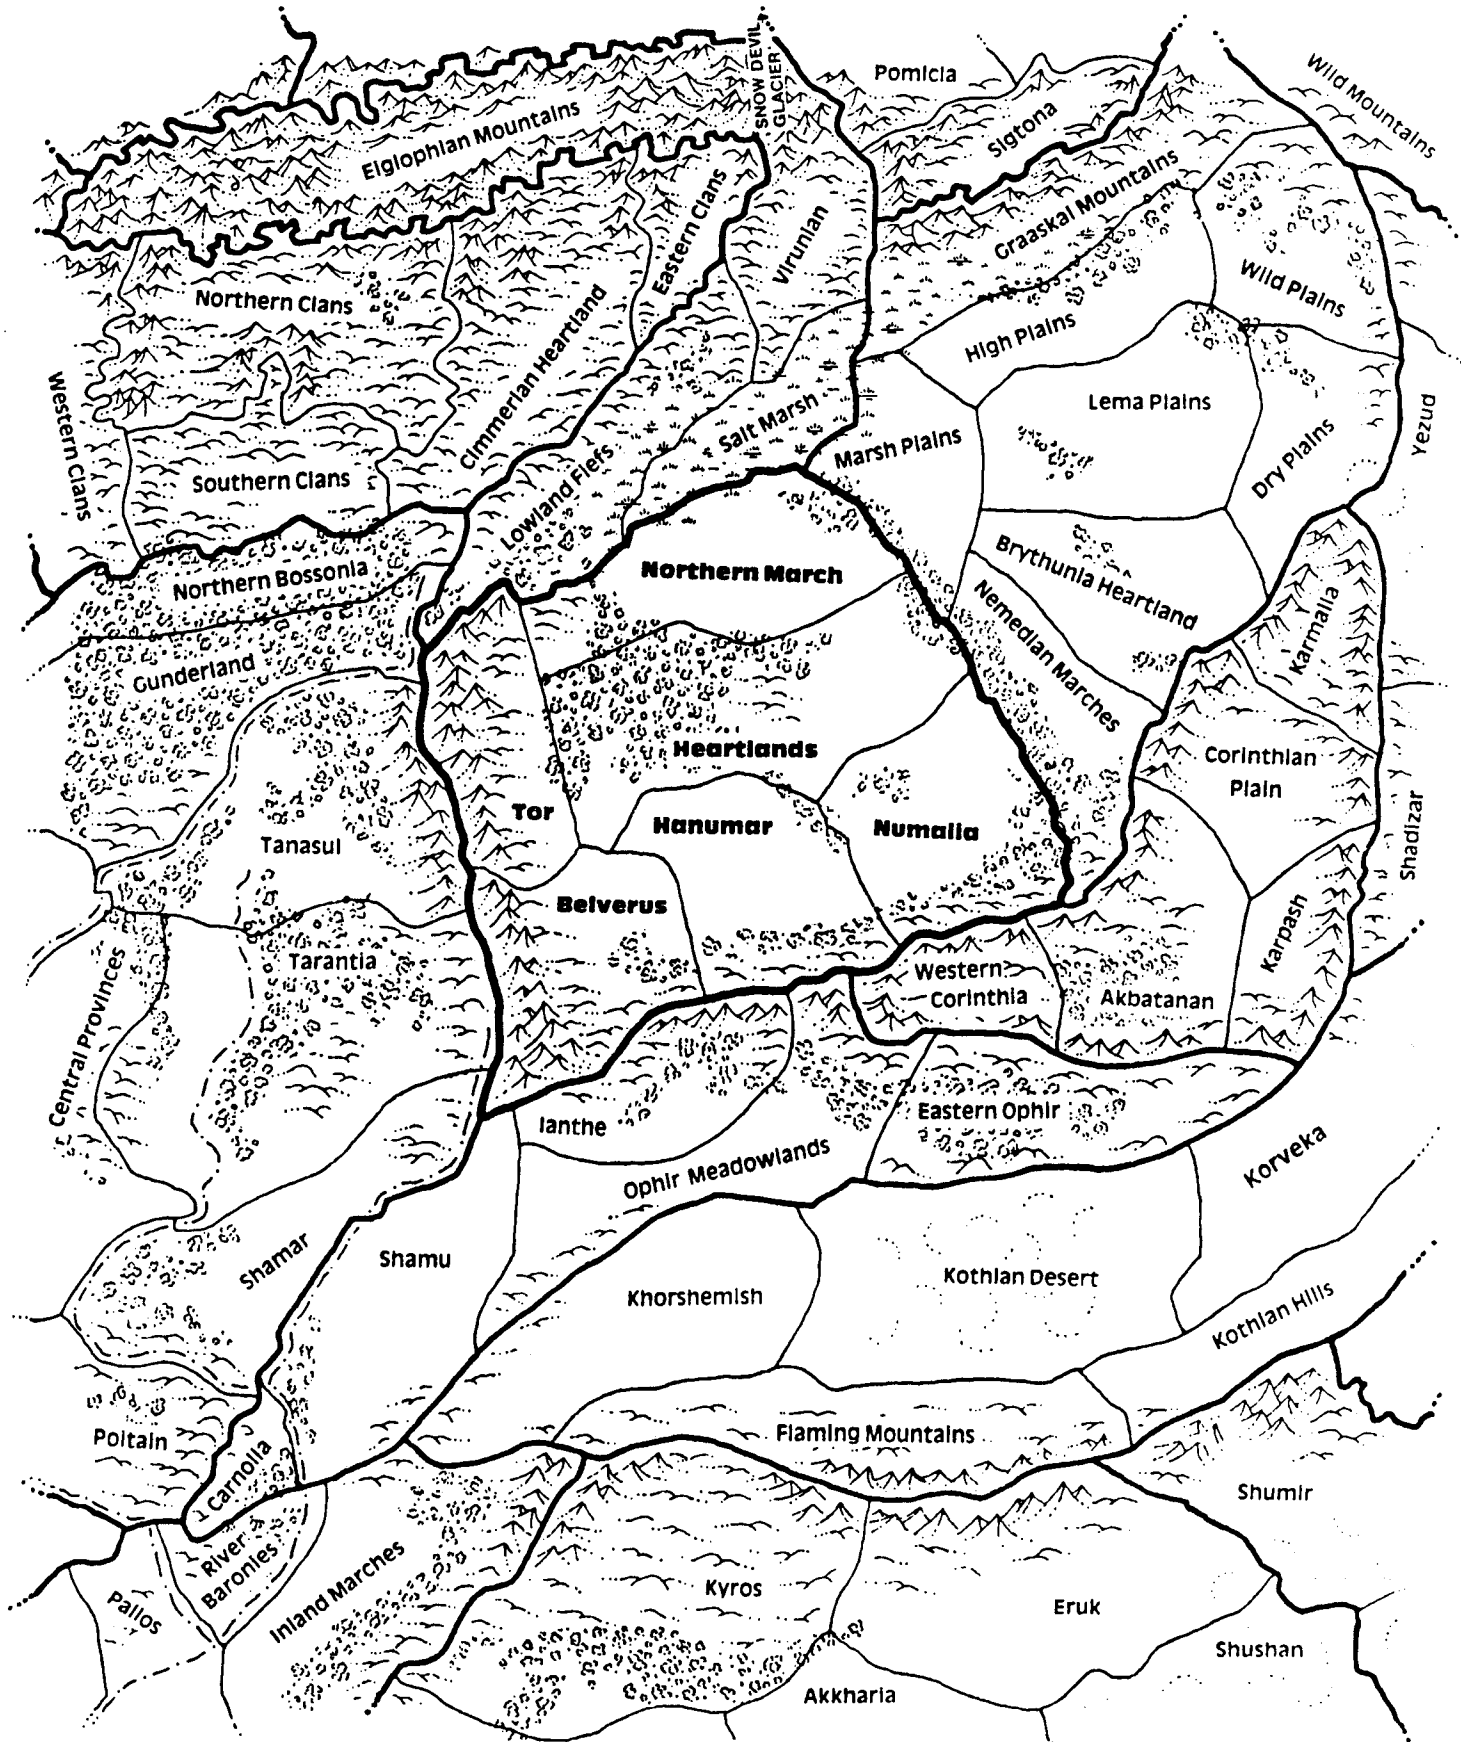 Pomicia
Wild Mountains
SNOW DEVIL
GLACIER
Eiglophian Mountains
Sigtona
Graaskal Mountains
Eastern Clans
Virunian
Northern Clans
Wild Plains
High Plains
Cimmerian Heartland
Western Clans
Lema Plains
Yezud
Salt Marsh
Marsh Plains
Dry Plains
Southern Clans
Lowland Fiefs
Northern Bossonia
Northern March
Brythunia Heartland
Nemedian Marches
Karmalia
Gunderland
Heartlands
Corinthian
Plain
Tor
Hanumar
Numalia
Shadizar
Tanasul
Belverus
Karpash
Tarantia
Western
Corinthia
Akbatanan
Central Provinces
Ianthe
Eastern Ophir
Ophir Meadowlands
Korveka
Shamar
Shamu
Khorshemish
Kothian Desert
Kothian Hills
Poitain
Flaming Mountains
Carnolla
Shumir
River
Baronies
Inland Marches
Pallos
Kyros
Eruk
Shushan
Akkharia